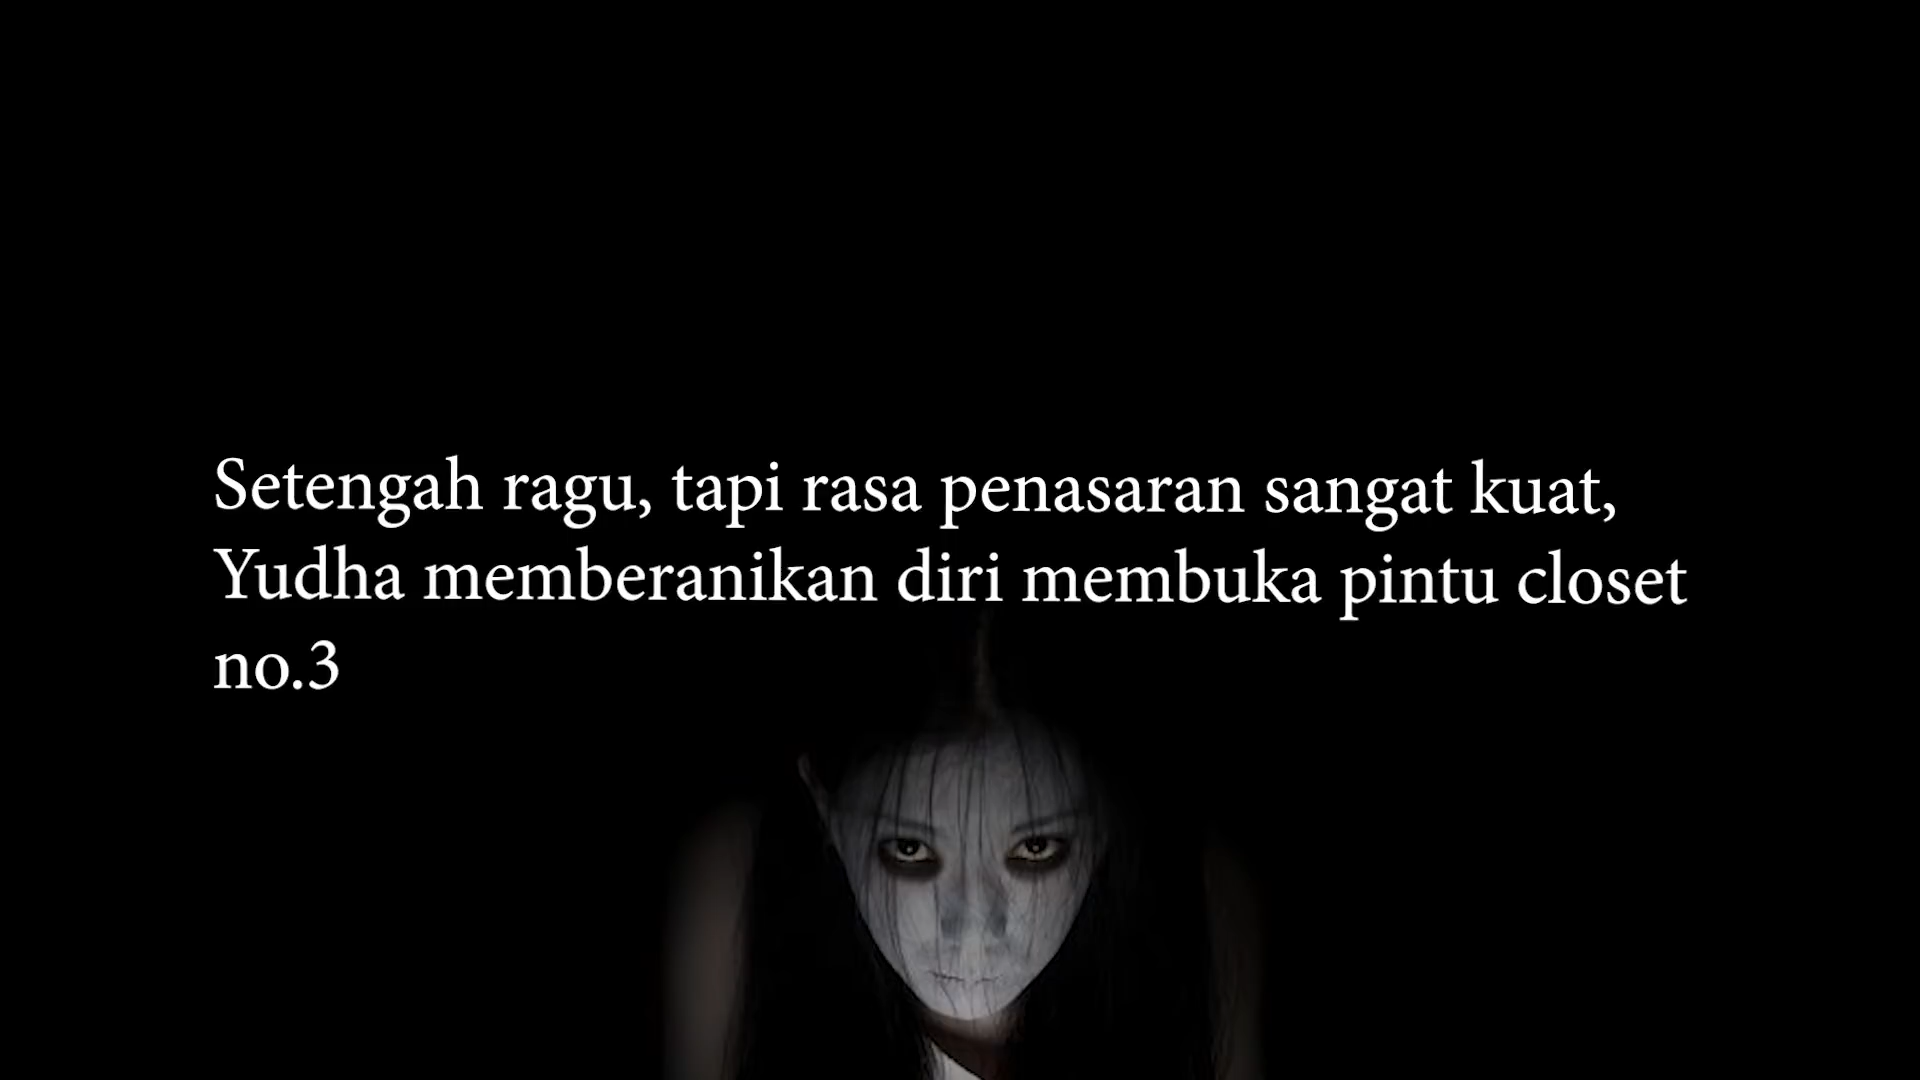 Setengah ragu, tapi rasa penasaran sangat kuat,
Yudha memberanikan diri membuka pintu closet
no.3